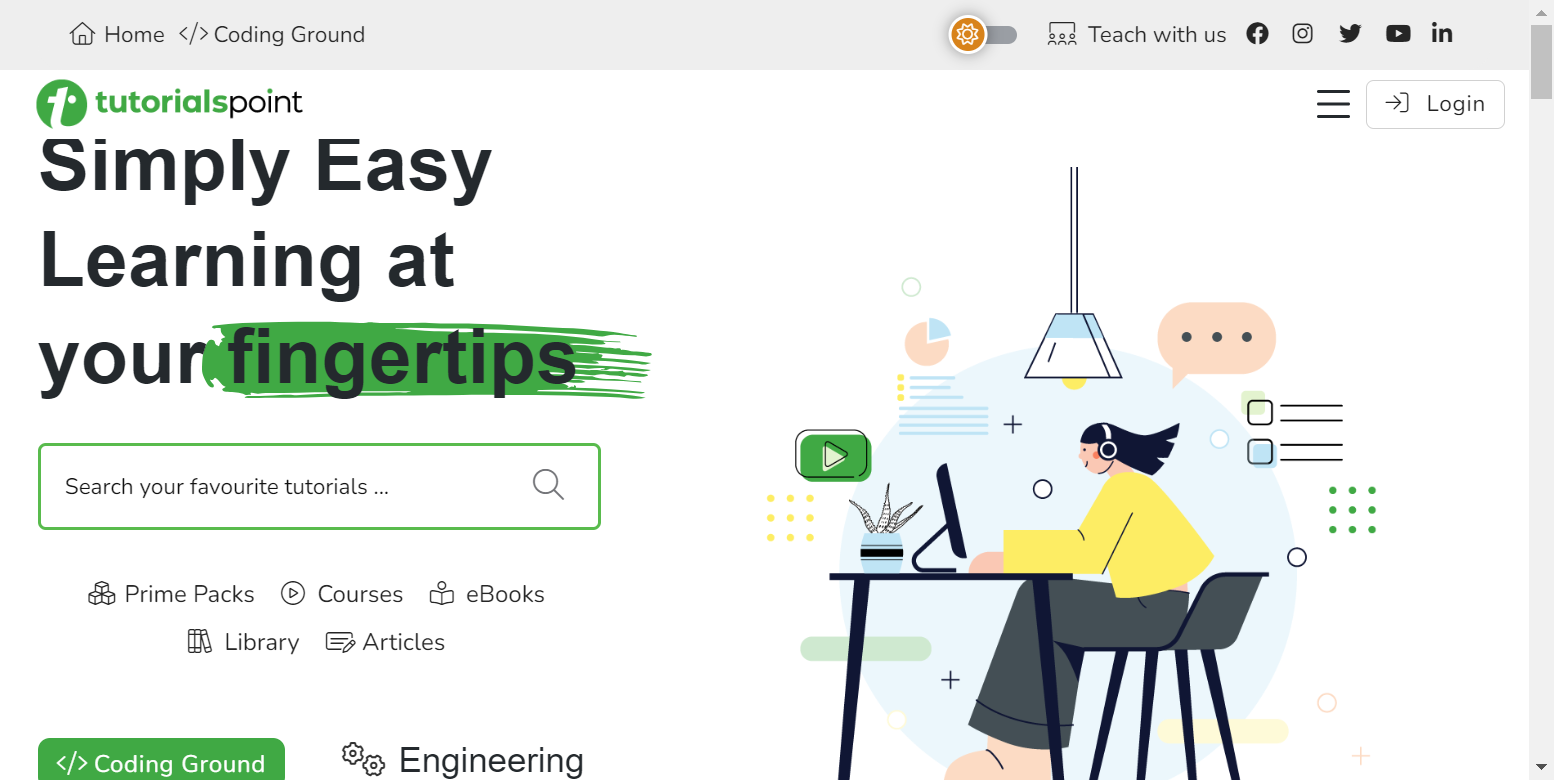 Home </> Coding Ground Teach with us
tutorialspoint Login
Simply Easy
Learning at
your fingertips
Search your favourite tutorials ...
Prime Packs Courses eBooks
Library Articles
</> Coding Ground Engineering